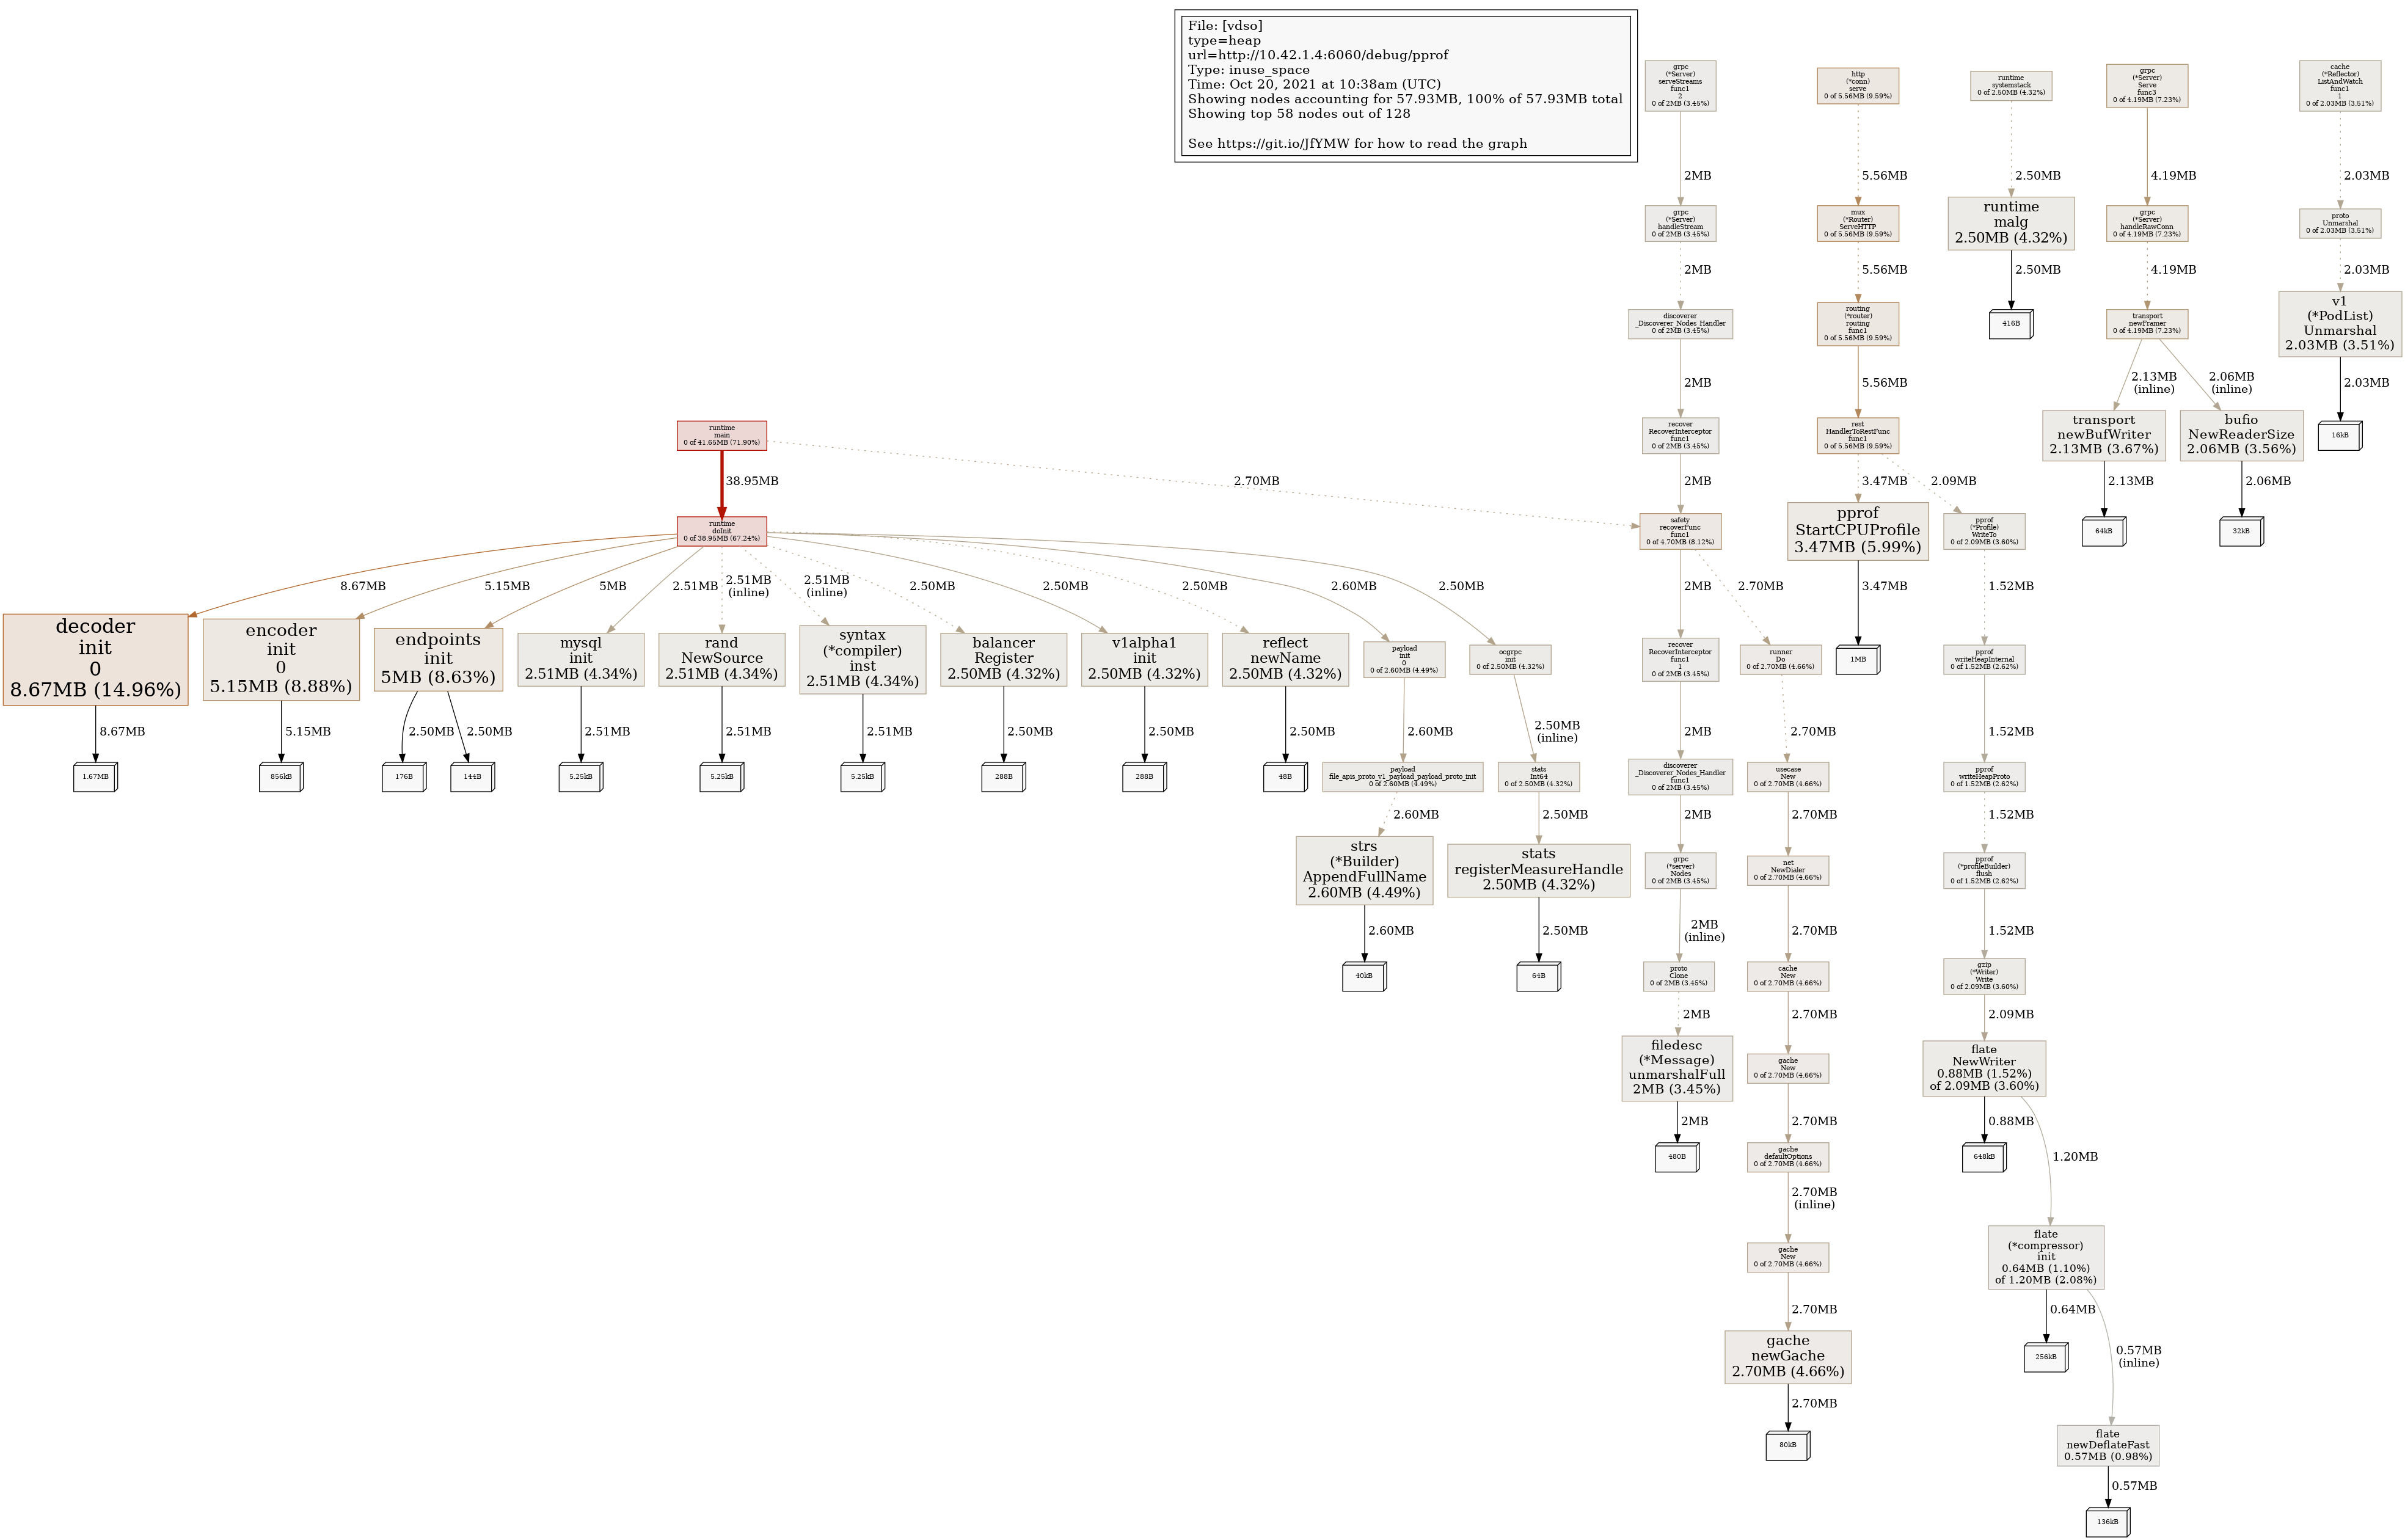 File: [vdso]
type=heap
url=http://10.42.1.4:6060/debug/pprof
Type: inuse_space
Time: Oct 20, 2021 at 10:38am (UTC)
Showing nodes accounting for 57.93MB, 100% of 57.93MB total
Showing top 58 nodes out of 128
See https://git.io/JfYMW for how to read the graph
grpc
(*Server)
serveStreams
func1
2
0 of 2MB (3.45%)
http
(*conn)
serve
0 of 5.56MB (9.59%)
runtime
systemstack
0 of 2.50MB (4.32%)
grpc
(*Server)
Serve
func3
0 of 4.19MB (7.23%)
cache
(*Reflector)
ListAndWatch
func1
1
0 of 2.03MB (3.51%)
2MB
5.56MB
2.50MB
4.19MB
2.03MB
grpc
(*Server)
handleStream
0 of 2MB (3.45%)
mux
(*Router)
ServeHTTP
0 of 5.56MB (9.59%)
runtime
malg
2.50MB (4.32%)
grpc
(*Server)
handleRawConn
0 of 4.19MB (7.23%)
proto
Unmarshal
0 of 2.03MB (3.51%)
2MB
5.56MB
2.50MB
4.19MB
2.03MB
discoverer
_Discoverer_Nodes_Handler
0 of 2MB (3.45%)
routing
(*router)
routing
func1
0 of 5.56MB (9.59%)
416B
transport
newFramer
0 of 4.19MB (7.23%)
v1
(*PodList)
Unmarshal
2.03MB (3.51%)
2MB
5.56MB
2.13MB
(inline)
2.06MB
(inline)
2.03MB
runtime
main
0 of 41.65MB (71.90%)
recover
RecoverInterceptor
func1
0 of 2MB (3.45%)
rest
HandlerToRestFunc
func1
0 of 5.56MB (9.59%)
transport
newBufWriter
2.13MB (3.67%)
bufio
NewReaderSize
2.06MB (3.56%)
16kB
38.95MB
2.70MB
2MB
3.47MB
2.09MB
2.13MB
2.06MB
runtime
doInit
0 of 38.95MB (67.24%)
safety
recoverFunc
func1
0 of 4.70MB (8.12%)
pprof
StartCPUProfile
3.47MB (5.99%)
pprof
(*Profile)
WriteTo
0 of 2.09MB (3.60%)
64kB
32kB
8.67MB
5.15MB
5MB
2.51MB
2.51MB
(inline)
2.51MB
(inline)
2.50MB
2.50MB
2.50MB
2.60MB
2.50MB
2MB
2.70MB
3.47MB
1.52MB
decoder
init
0
8.67MB (14.96%)
encoder
init
0
5.15MB (8.88%)
endpoints
init
5MB (8.63%)
mysql
init
2.51MB (4.34%)
rand
NewSource
2.51MB (4.34%)
syntax
(*compiler)
inst
2.51MB (4.34%)
balancer
Register
2.50MB (4.32%)
v1alpha1
init
2.50MB (4.32%)
reflect
newName
2.50MB (4.32%)
payload
init
0
0 of 2.60MB (4.49%)
ocgrpc
init
0 of 2.50MB (4.32%)
recover
RecoverInterceptor
func1
1
0 of 2MB (3.45%)
runner
Do
0 of 2.70MB (4.66%)
1MB
pprof
writeHeapInternal
0 of 1.52MB (2.62%)
8.67MB
5.15MB
2.50MB
2.50MB
2.51MB
2.51MB
2.51MB
2.50MB
2.50MB
2.50MB
2.60MB
2.50MB
(inline)
2MB
2.70MB
1.52MB
1.67MB
856kB
176B
144B
5.25kB
5.25kB
5.25kB
288B
288B
48B
payload
file_apis_proto_v1_payload_payload_proto_init
0 of 2.60MB (4.49%)
stats
Int64
0 of 2.50MB (4.32%)
discoverer
_Discoverer_Nodes_Handler
func1
0 of 2MB (3.45%)
usecase
New
0 of 2.70MB (4.66%)
pprof
writeHeapProto
0 of 1.52MB (2.62%)
2.60MB
2.50MB
2MB
2.70MB
1.52MB
strs
(*Builder)
AppendFullName
2.60MB (4.49%)
stats
registerMeasureHandle
2.50MB (4.32%)
grpc
(*server)
Nodes
0 of 2MB (3.45%)
net
NewDialer
0 of 2.70MB (4.66%)
pprof
(*profileBuilder)
flush
0 of 1.52MB (2.62%)
2.60MB
2.50MB
2MB
(inline)
2.70MB
1.52MB
40kB
64B
proto
Clone
0 of 2MB (3.45%)
cache
New
0 of 2.70MB (4.66%)
gzip
(*Writer)
Write
0 of 2.09MB (3.60%)
2MB
2.70MB
2.09MB
filedesc
(*Message)
unmarshalFull
2MB (3.45%)
gache
New
0 of 2.70MB (4.66%)
flate
NewWriter
0.88MB (1.52%)
of 2.09MB (3.60%)
2MB
2.70MB
0.88MB
1.20MB
480B
gache
defaultOptions
0 of 2.70MB (4.66%)
648kB
2.70MB
(inline)
gache
New
0 of 2.70MB (4.66%)
flate
(*compressor)
init
0.64MB (1.10%)
of 1.20MB (2.08%)
2.70MB
0.64MB
0.57MB
(inline)
gache
newGache
2.70MB (4.66%)
256kB
2.70MB
80kB
flate
newDeflateFast
0.57MB (0.98%)
0.57MB
136kB